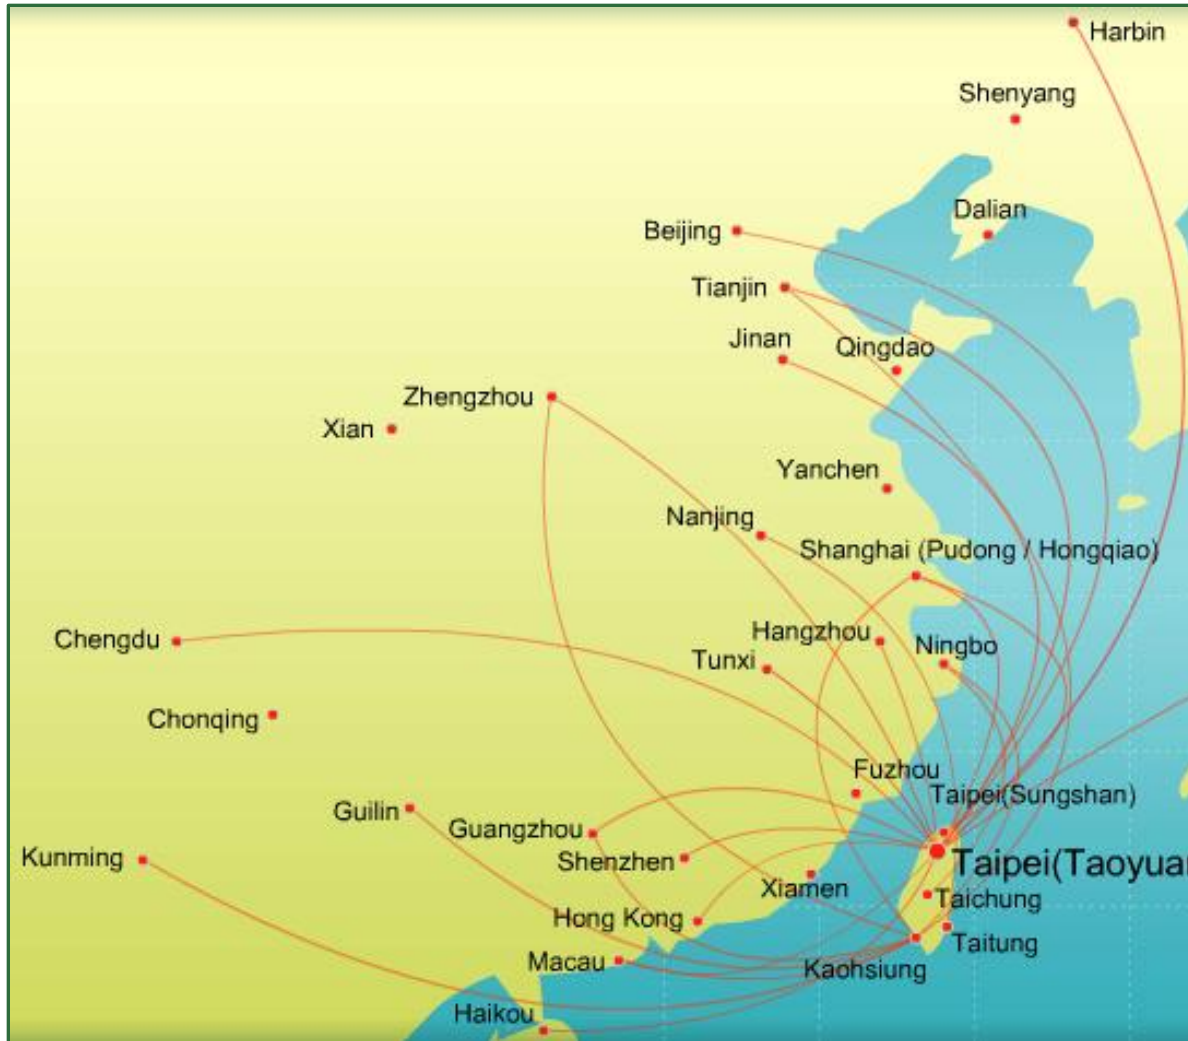 Harbin
Shenyang
Dalian
Beijing
Tianjin
Jinan
Qingdao
Zhengzhou
Xian
Yanchen
Nanjing
Shanghai (Pudong / Hongqiao)
Chengdu
Hangzhou
Ningbo
Tunxi
Chonqing
Fuzhou
Taipei(Sungshan)
Guilin
Guangzhou
Kunming
Shenzhen
Taipei(Taoyuan
Xiamen
Taichung
Hong Kong
Taitung
Macau
Kaohsiung
Haikou